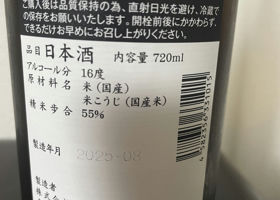 ご購入後は品質保持の為、直射日光を避け、冷蔵で
の保存をお願いいたします。開栓前後にかかわらず、
できるだけお早めにお召し上がりください。
品目 日本酒 内容量 720ml
アルコール分 16度
原材料名 米(国産)
米こうじ(国産米)
精米歩合 55%
製造年月 2025-03
製造者
株式会